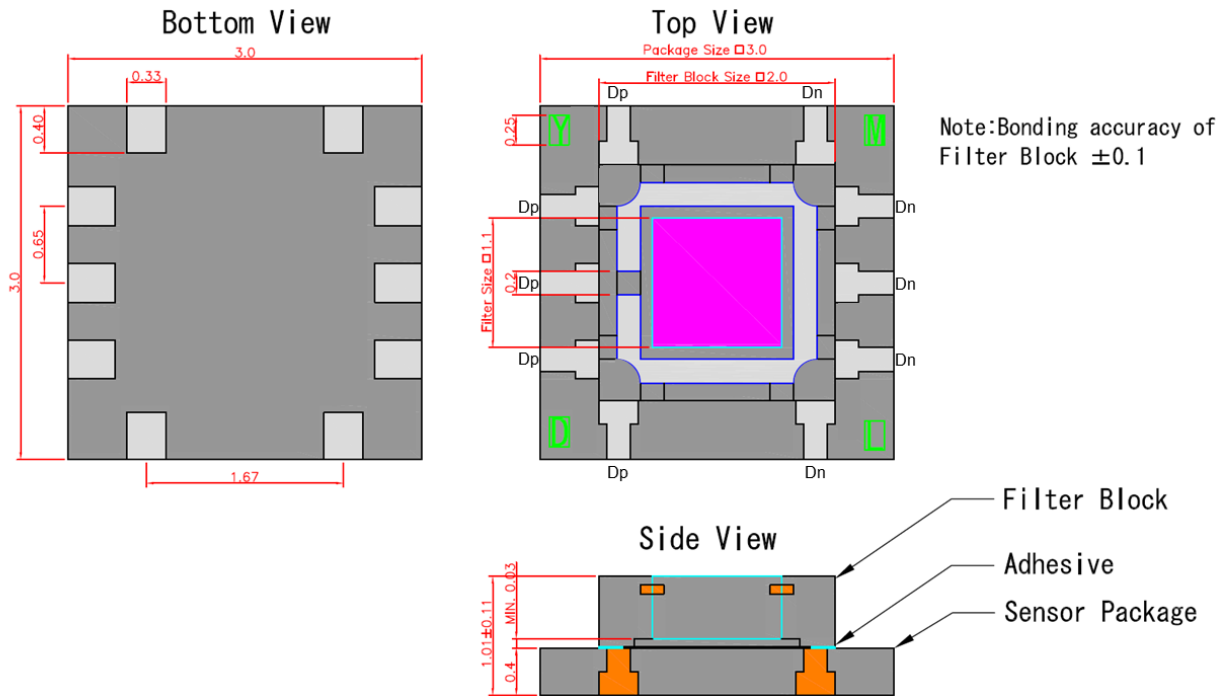 Bottom View
3.0
0.33
0.40
0.65
3.0
1.67
Top View
Package Size □3.0
Filter Block Size □2.0
Dp
Dn
0.25
Y
M
Dp
Dn
Filter Size □1.1
0.2
Dp
Dn
Dp
Dn
D
L
Dp
Dn
Note:Bonding accuracy of
Filter Block ±0.1
Side View
MIN. 0.03
1.01±0.11
0.4
Filter Block
Adhesive
Sensor Package